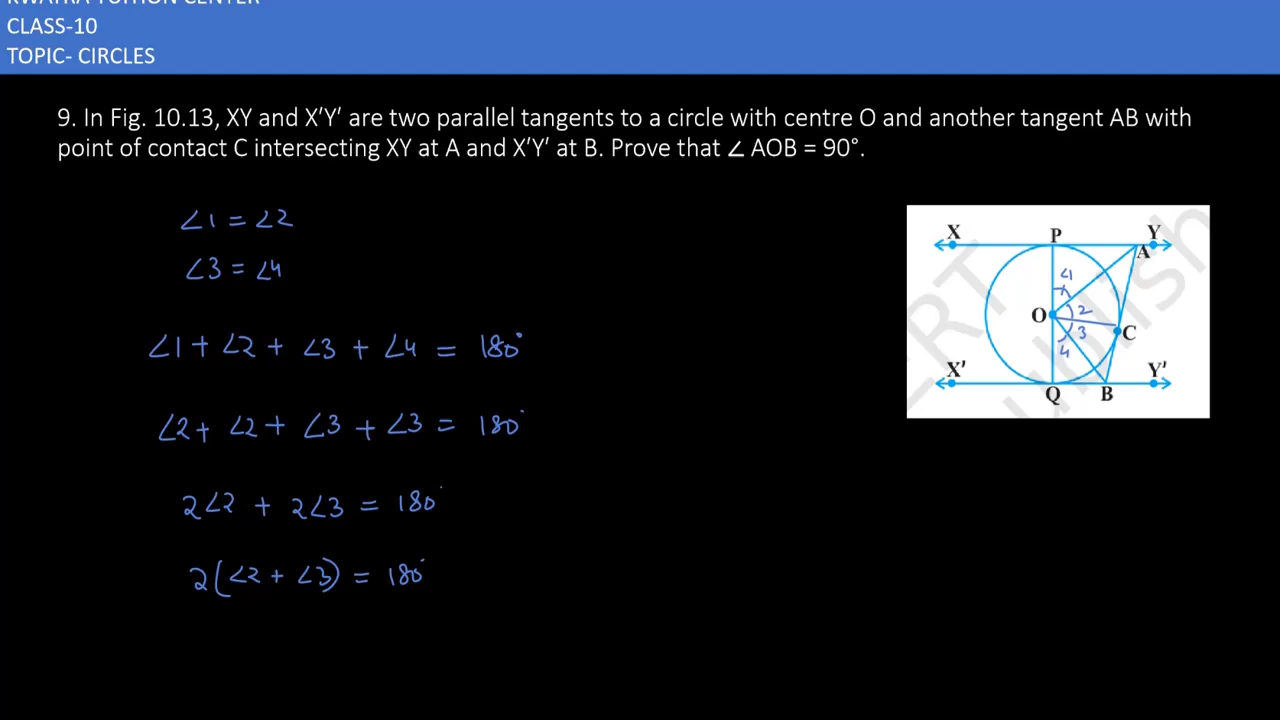 KWATRA TUITION CENTER
CLASS-10
TOPIC- CIRCLES
9. In Fig. 10.13, XY and X′Y′ are two parallel tangents to a circle with centre O and another tangent AB with
point of contact C intersecting XY at A and X′Y′ at B. Prove that ∠ AOB = 90°.
∠1 = ∠2
∠3 = ∠4
∠1 + ∠2 + ∠3 + ∠4 = 180°
∠2 + ∠2 + ∠3 + ∠3 = 180°
2∠2 + 2∠3 = 180°
2(∠2 + ∠3) = 180°
X P Y
A
∠1
O 2
3 C
4
X' Y'
Q B